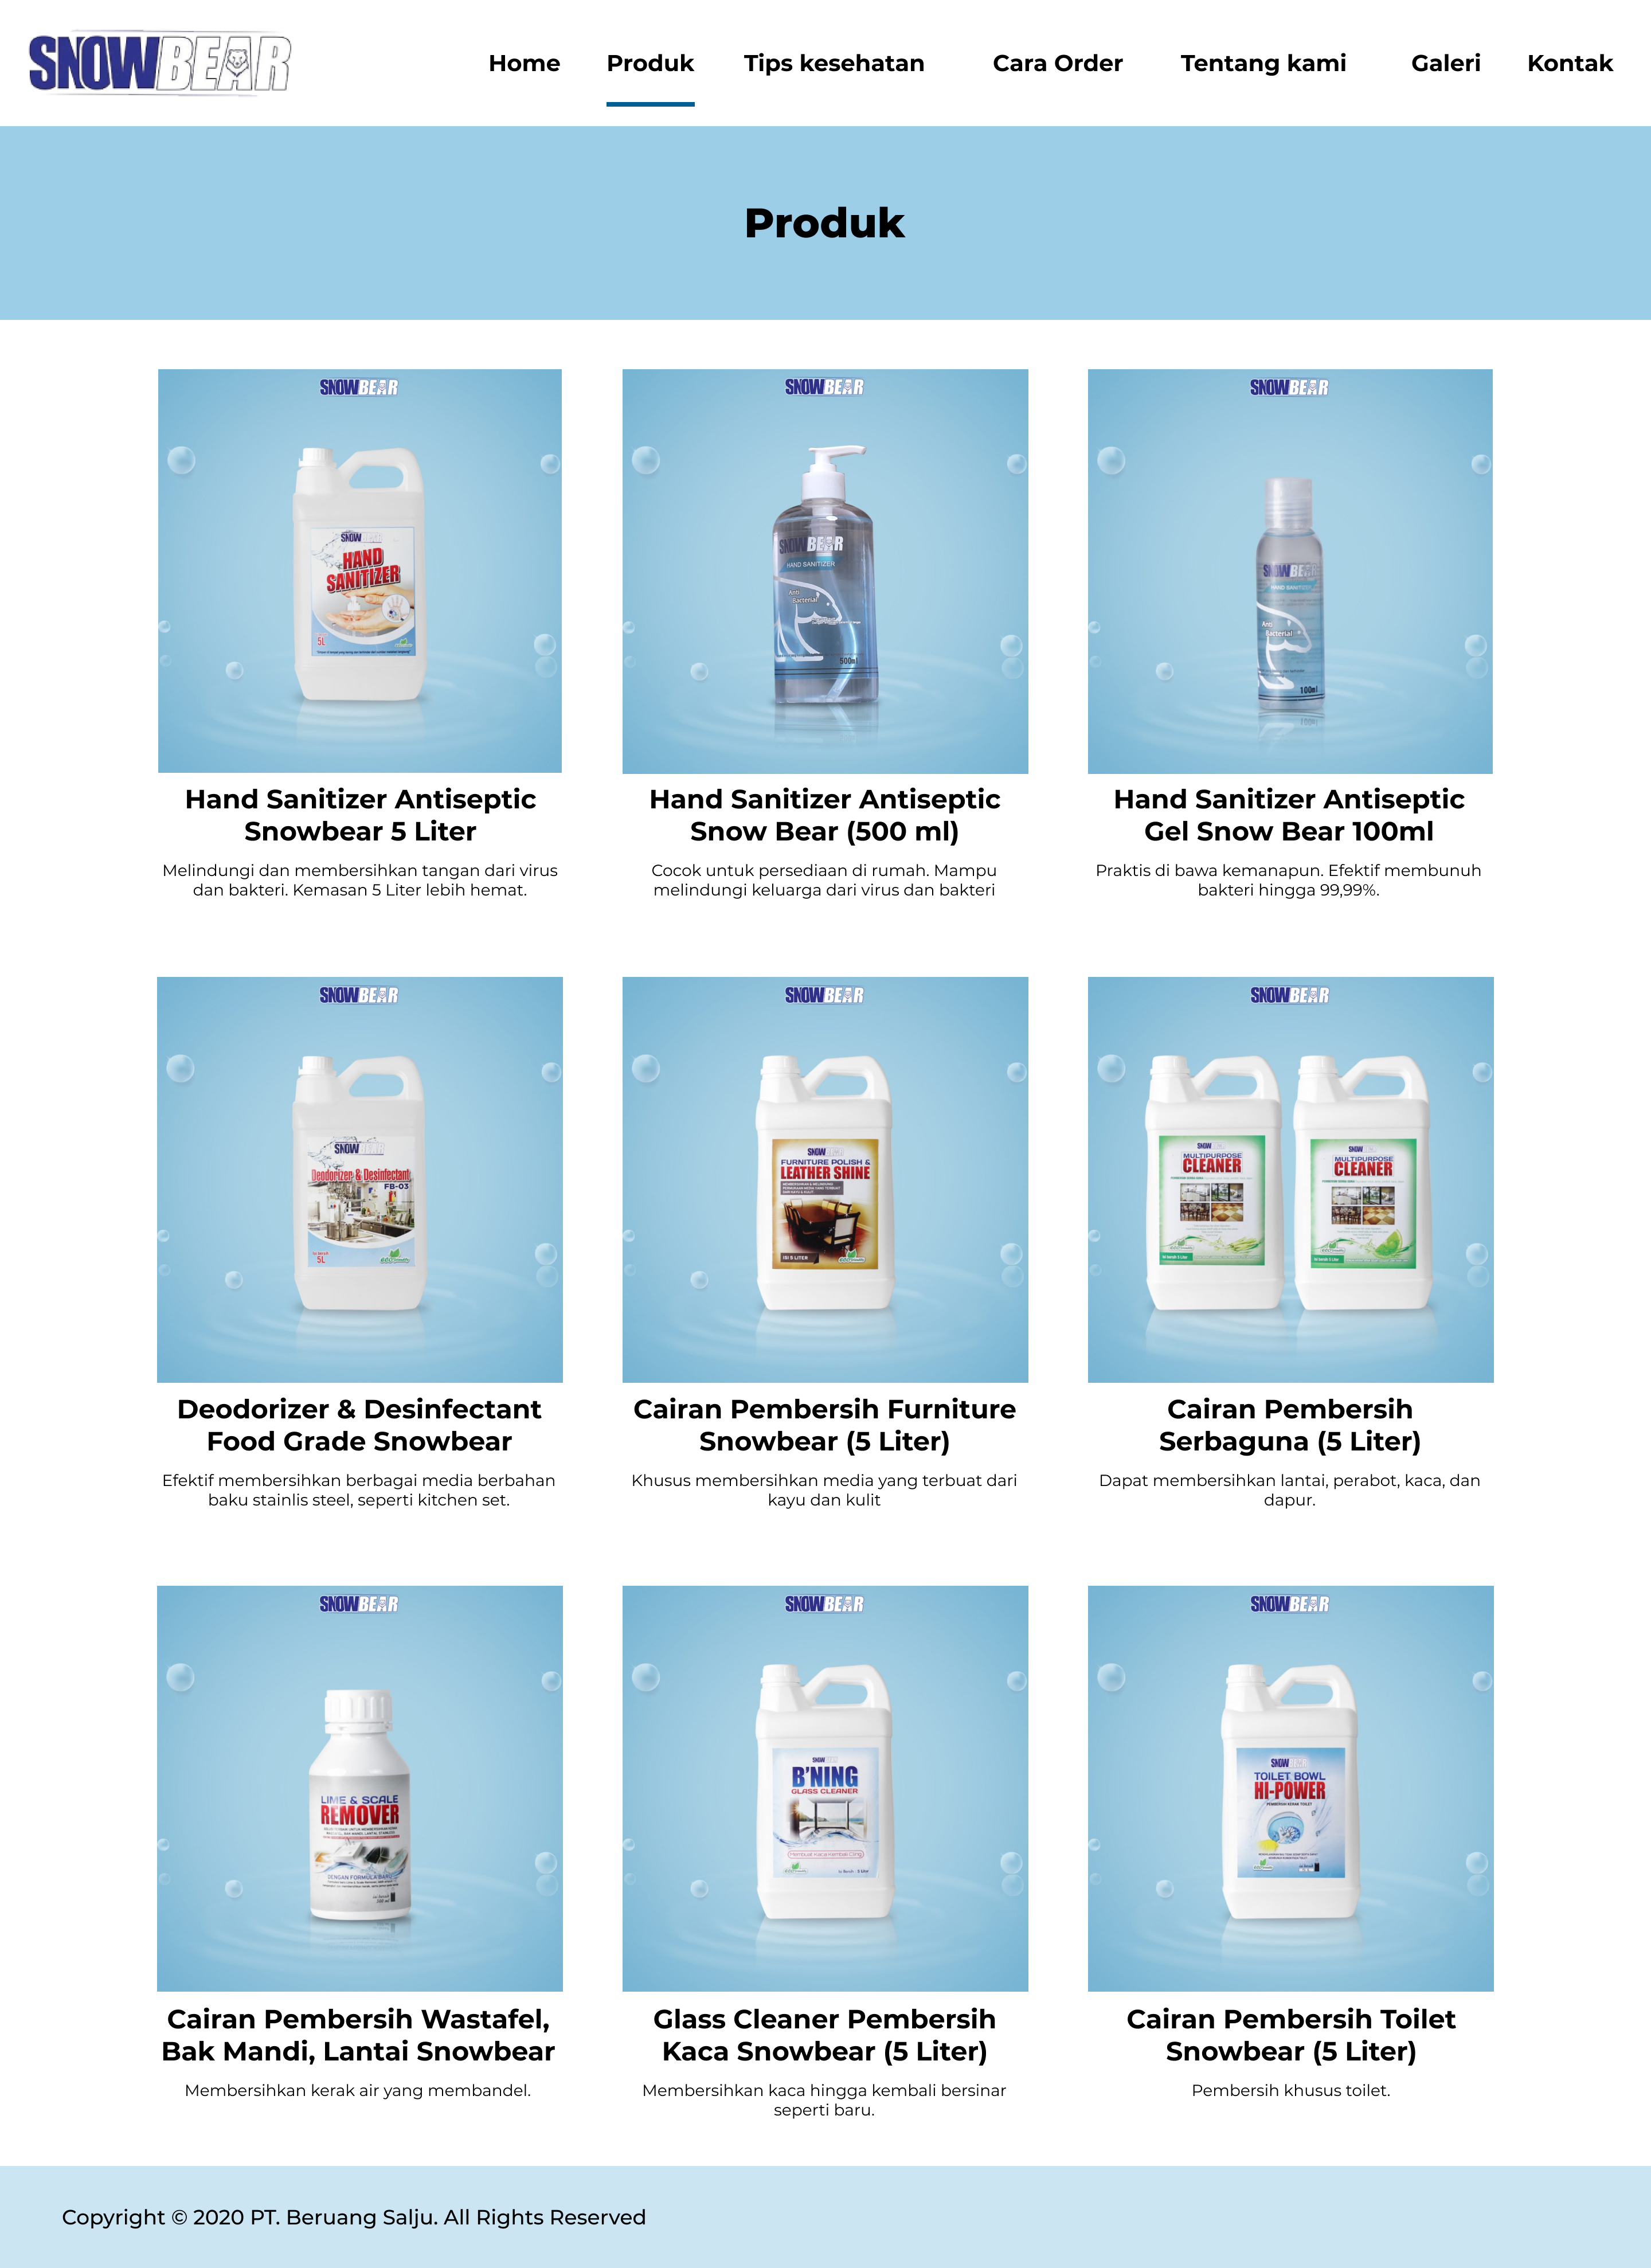 SNOWBEAR
Home Produk Tips kesehatan Cara Order Tentang kami Galeri Kontak
Produk
SNOWBEAR
SNOW
HAND
SANITIZER
5L
Hand Sanitizer Antiseptic
Snowbear 5 Liter
Melindungi dan membersihkan tangan dari virus
dan bakteri. Kemasan 5 Liter lebih hemat.
SNOWBEAR
SNOWBEAR
HAND SANITIZER
Anti
Bacterial
500ml
Hand Sanitizer Antiseptic
Snow Bear (500 ml)
Cocok untuk persediaan di rumah. Mampu
melindungi keluarga dari virus dan bakteri
SNOWBEAR
SNOWBEAR
HAND SANITIZER
Anti
Bacterial
100ml
Hand Sanitizer Antiseptic
Gel Snow Bear 100ml
Praktis di bawa kemanapun. Efektif membunuh
bakteri hingga 99,99%.
SNOWBEAR
SNOWBEAR
Deodorizer & Desinfectant
FB-03
5L
Deodorizer & Desinfectant
Food Grade Snowbear
Efektif membersihkan berbagai media berbahan
baku stainlis steel, seperti kitchen set.
SNOWBEAR
SNOW
FURNITURE POLISH &
LEATHER SHINE
ISI 5 LITER
Cairan Pembersih Furniture
Snowbear (5 Liter)
Khusus membersihkan media yang terbuat dari
kayu dan kulit
SNOWBEAR
SNOW
MULTIPURPOSE
CLEANER
SNOW
MULTIPURPOSE
CLEANER
Cairan Pembersih
Serbaguna (5 Liter)
Dapat membersihkan lantai, perabot, kaca, dan
dapur.
SNOWBEAR
LIME & SCALE
REMOVER
DENGAN FORMULA BARU
Cairan Pembersih Wastafel,
Bak Mandi, Lantai Snowbear
Membersihkan kerak air yang membandel.
SNOWBEAR
SNOW
B'NING
GLASS CLEANER
Glass Cleaner Pembersih
Kaca Snowbear (5 Liter)
Membersihkan kaca hingga kembali bersinar
seperti baru.
SNOWBEAR
SNOW
TOILET BOWL
HI-POWER
PEMBERSIH KERAK TOILET
Cairan Pembersih Toilet
Snowbear (5 Liter)
Pembersih khusus toilet.
Copyright © 2020 PT. Beruang Salju. All Rights Reserved